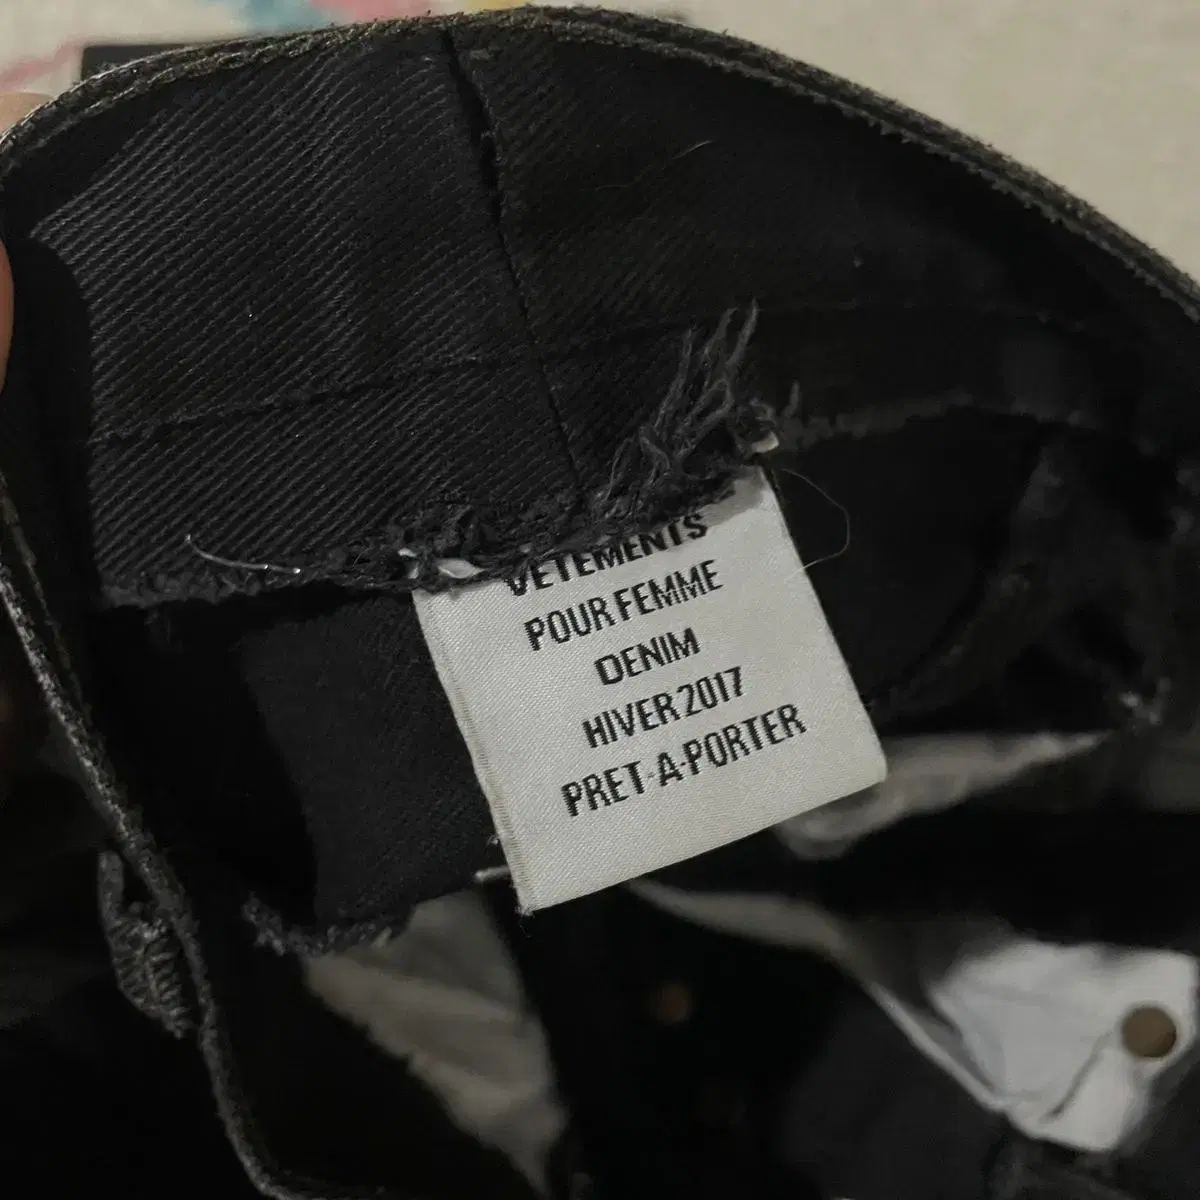 VETEMENTS
POUR FEMME
DENIM
HIVER 2017
PRET-A-PORTER